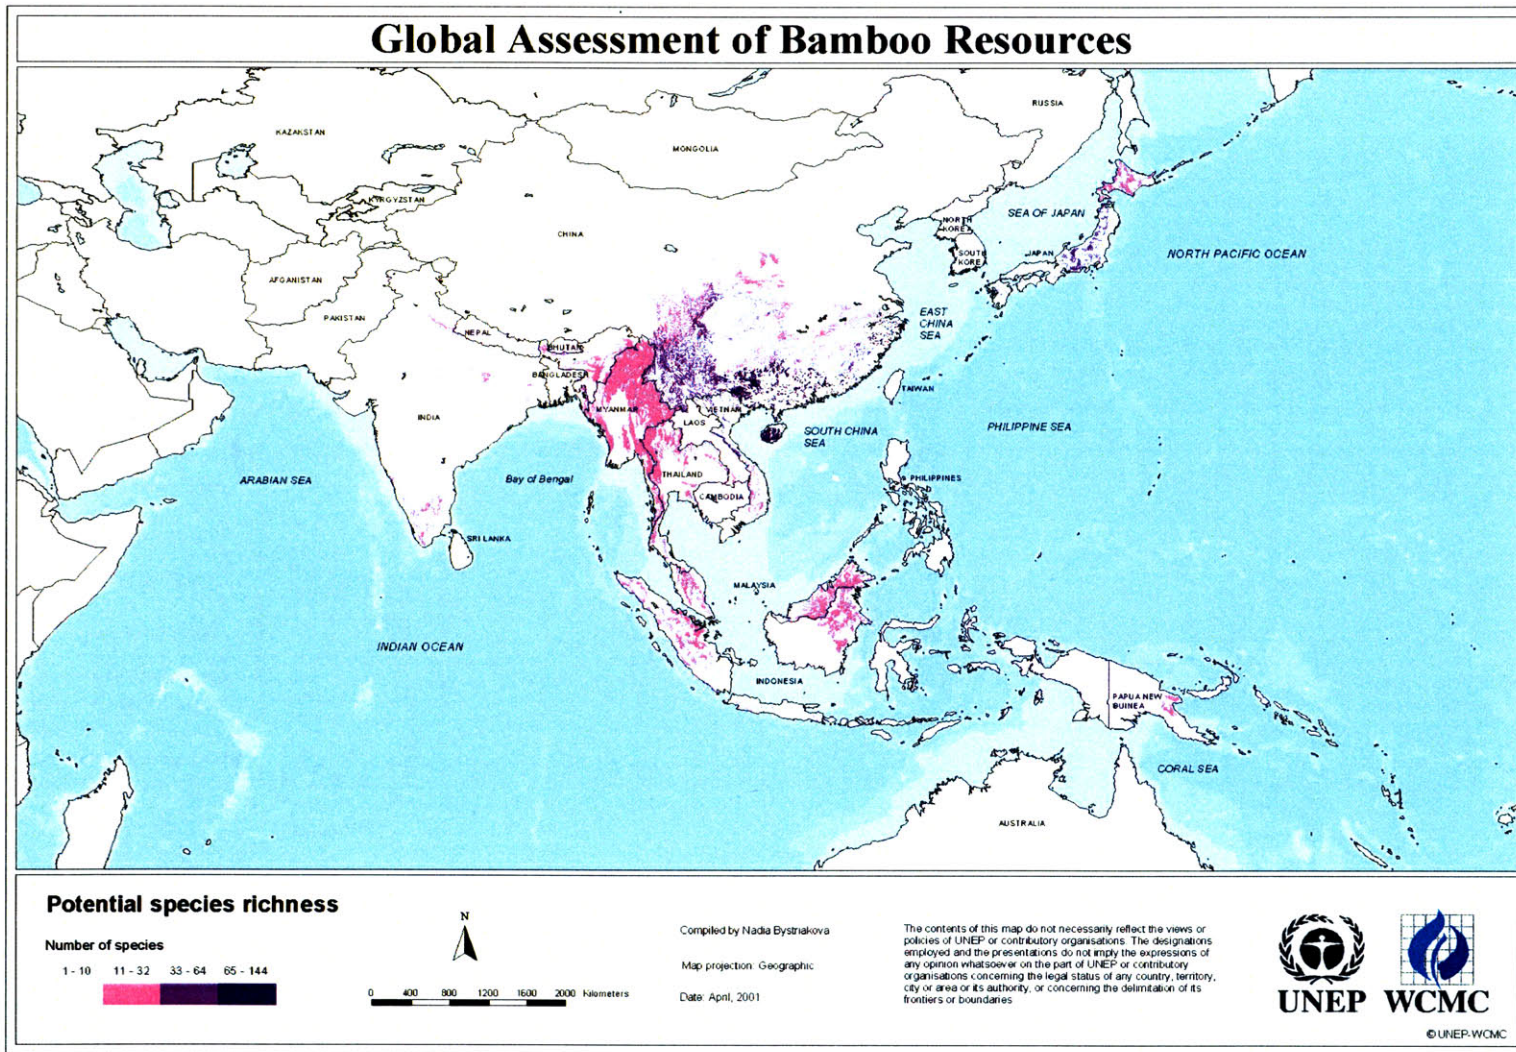 Global Assessment of Bamboo Resources
RUSSIA
KAZAKSTAN
MONGOLIA
KYRGYZSTAN
CHINA
NORTH
KOREA
SOUTH
KOREA
SEA OF JAPAN
JAPAN
NORTH PACIFIC OCEAN
AFGANISTAN
PAKISTAN
NEPAL
BHUTAN
BANGLADESH
EAST
CHINA
SEA
TAIWAN
INDIA
MYANMAR
VIETNAM
LAOS
SOUTH CHINA
SEA
PHILIPPINE SEA
ARABIAN SEA
Bay of Bengal
THAILAND
CAMBODIA
PHILIPPINES
SRI LANKA
MALAYSIA
INDIAN OCEAN
INDONESIA
PAPUA NEW
GUINEA
CORAL SEA
AUSTRALIA
Potential species richness
Number of species
1 - 10 11 - 32 33 - 64 65 - 144
N
0 400 800 1200 1600 2000 Kilometers
Compiled by Nadia Bystriakova
Map projection: Geographic
Date: April, 2001
The contents of this map do not necessarily reflect the views or
policies of UNEP or contributory organisations. The designations
employed and the presentations do not imply the expressions of
any opinion whatsoever on the part of UNEP or contributory
organisations concerning the legal status of any country, territory,
city or area or its authority, or concerning the delimitation of its
frontiers or boundaries
UNEP WCMC
© UNEP-WCMC